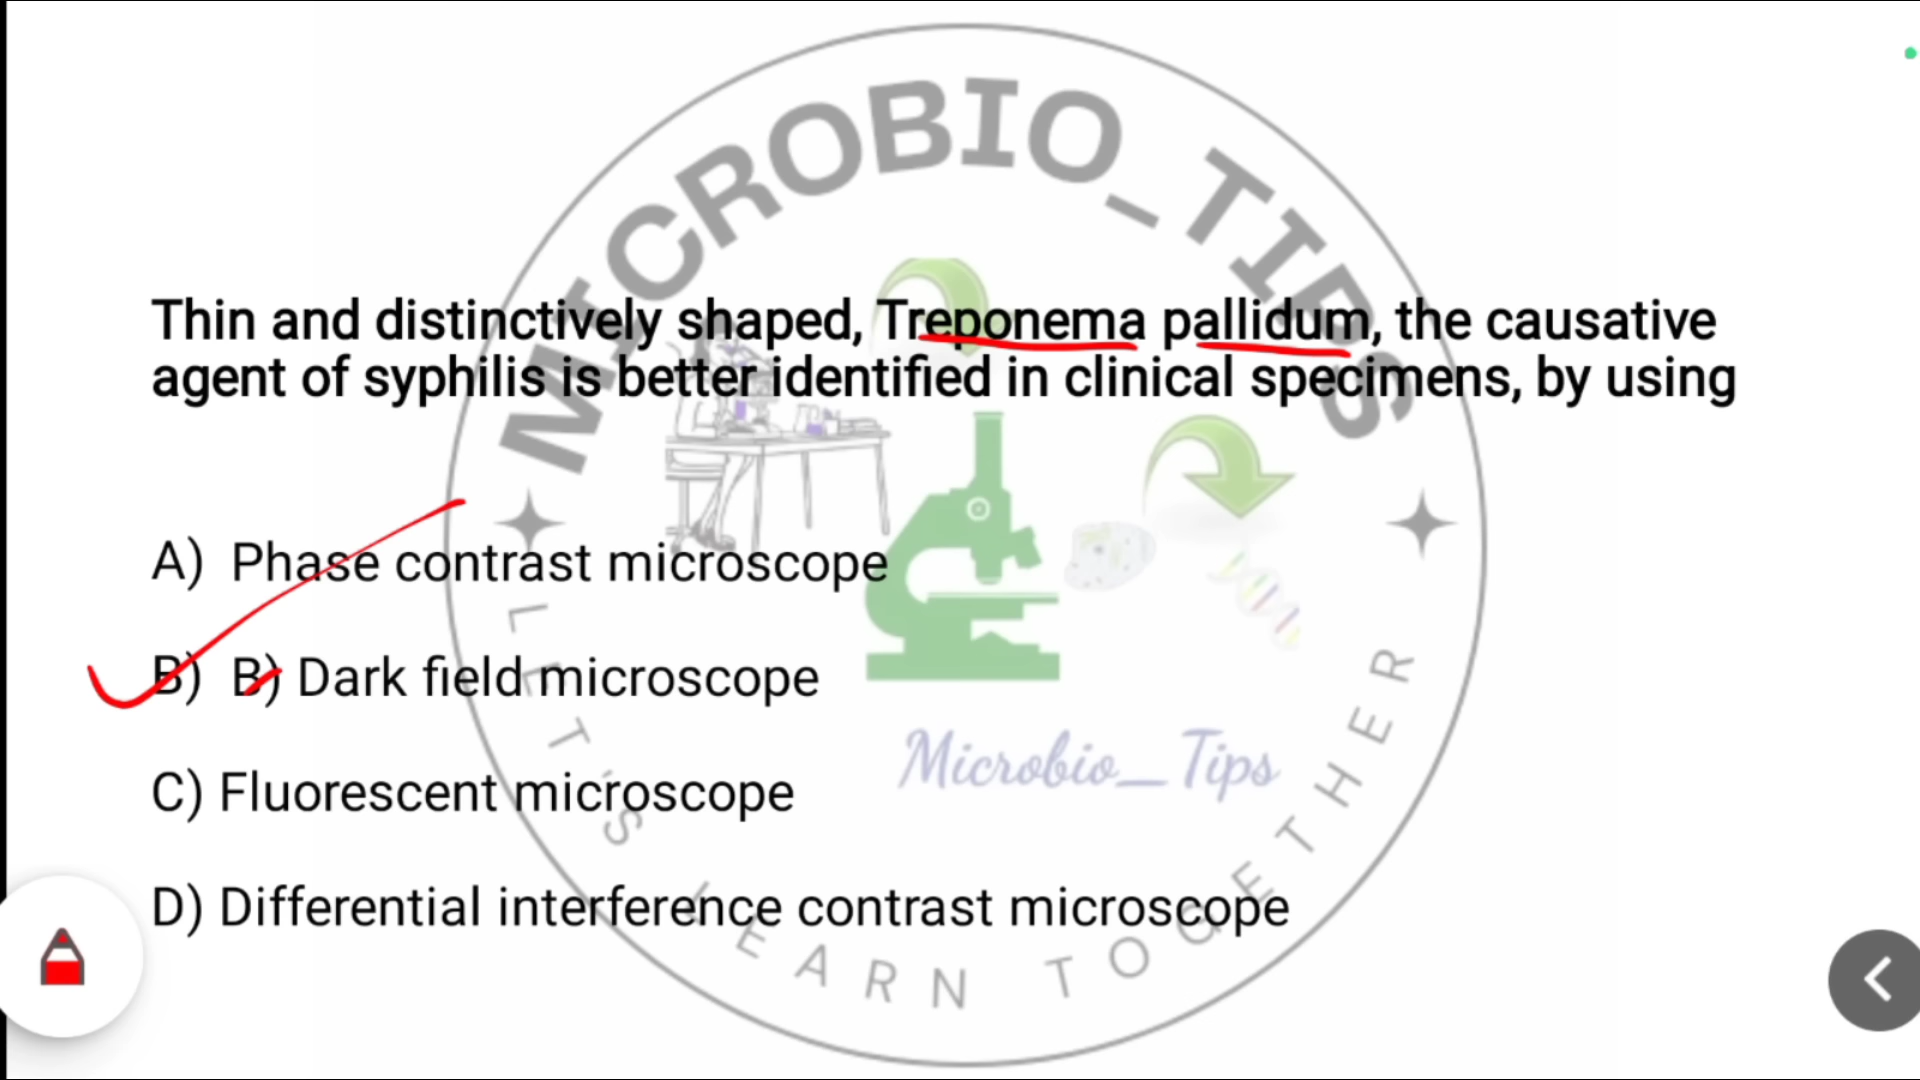 MICROBIO_TIPS
Thin and distinctively shaped, Treponema pallidum, the causative
agent of syphilis is better identified in clinical specimens, by using
A) Phase contrast microscope
B) B) Dark field microscope
Microbio_Tips
C) Fluorescent microscope
D) Differential interference contrast microscope
LET'S LEARN TOGETHER